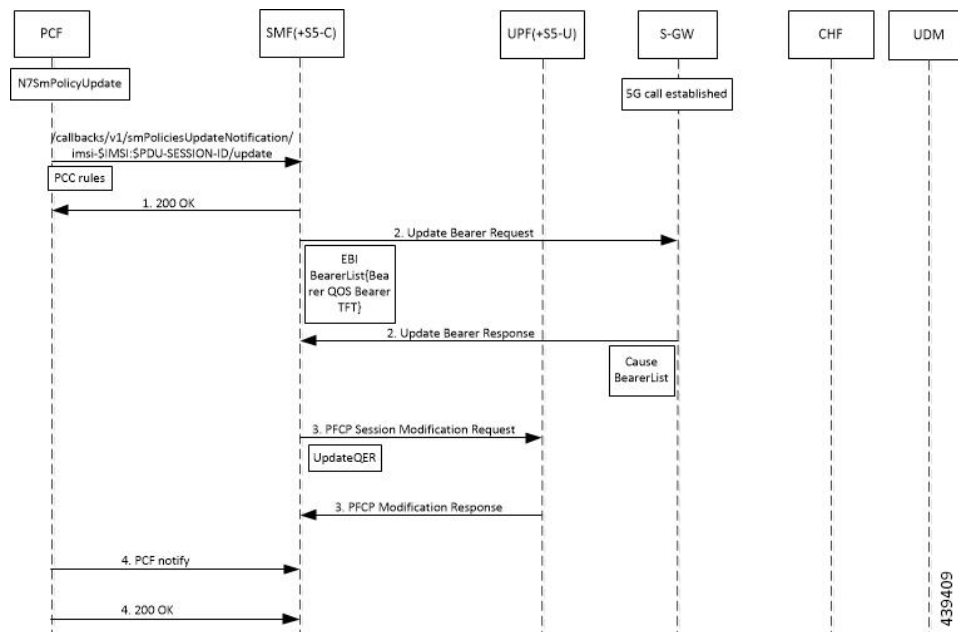 PCF
SMF(+S5-C)
UPF(+S5-U)
S-GW
CHF
UDM
N7SmPolicyUpdate
5G call established
/callbacks/v1/smPoliciesUpdateNotification/
imsi-$IMSI:$PDU-SESSION-ID/update
PCC rules
1. 200 OK
2. Update Bearer Request
EBI
BearerList{Bea
rer QOS Bearer
TFT}
2. Update Bearer Response
Cause
BearerList
3. PFCP Session Modification Request
UpdateQER
3. PFCP Modification Response
4. PCF notify
4. 200 OK
439409